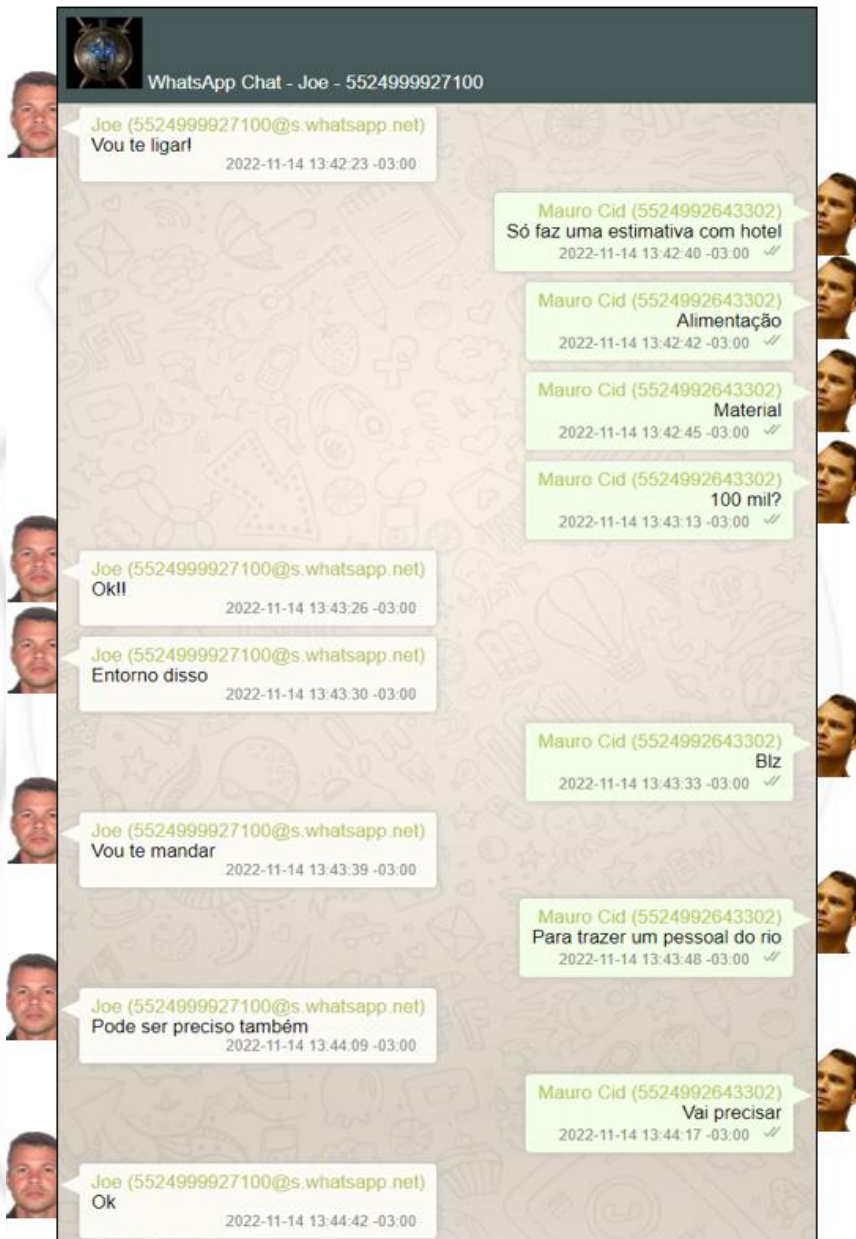 WhatsApp Chat - Joe - 5524999927100
Joe (5524999927100@s.whatsapp.net)
Vou te ligar!
2022-11-14 13:42:23 -03:00
Mauro Cid (5524992643302)
Só faz uma estimativa com hotel
2022-11-14 13:42:40 -03:00
Mauro Cid (5524992643302)
Alimentação
2022-11-14 13:42:42 -03:00
Mauro Cid (5524992643302)
Material
2022-11-14 13:42:45 -03:00
Mauro Cid (5524992643302)
100 mil?
2022-11-14 13:43:13 -03:00
Joe (5524999927100@s.whatsapp.net)
Ok!!
2022-11-14 13:43:26 -03:00
Joe (5524999927100@s.whatsapp.net)
Entorno disso
2022-11-14 13:43:30 -03:00
Mauro Cid (5524992643302)
Blz
2022-11-14 13:43:33 -03:00
Joe (5524999927100@s.whatsapp.net)
Vou te mandar
2022-11-14 13:43:39 -03:00
Mauro Cid (5524992643302)
Para trazer um pessoal do rio
2022-11-14 13:43:48 -03:00
Joe (5524999927100@s.whatsapp.net)
Pode ser preciso também
2022-11-14 13:44:09 -03:00
Mauro Cid (5524992643302)
Vai precisar
2022-11-14 13:44:17 -03:00
Joe (5524999927100@s.whatsapp.net)
Ok
2022-11-14 13:44:42 -03:00